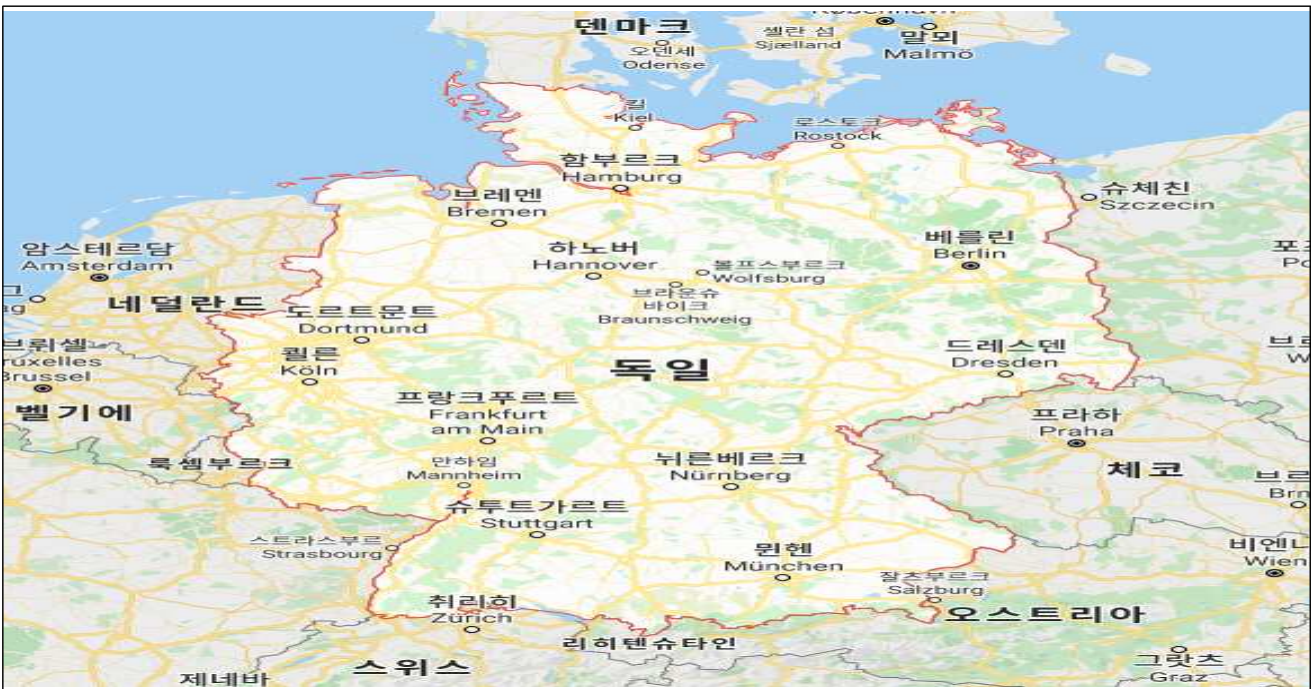 덴마크
셸란 섬
Sjælland
København
말뫼
Malmö
오덴세
Odense
킬
Kiel
로스토크
Rostock
함부르크
Hamburg
브레멘
Bremen
슈체친
Szczecin
암스테르담
Amsterdam
하노버
Hannover
볼프스부르크
Wolfsburg
베를린
Berlin
네덜란드
브라운슈
바이크
Braunschweig
도르트문트
Dortmund
쾰른
Köln
독일
드레스덴
Dresden
브뤼셀
Bruxelles
Brussel
벨기에
프랑크푸르트
Frankfurt
am Main
프라하
Praha
룩셈부르크
만하임
Mannheim
뉘른베르크
Nürnberg
체코
슈투트가르트
Stuttgart
스트라스부르
Strasbourg
뮌헨
München
비엔나
Wien
잘츠부르크
Salzburg
취리히
Zürich
오스트리아
리히텐슈타인
스위스
제네바
그랏츠
Graz